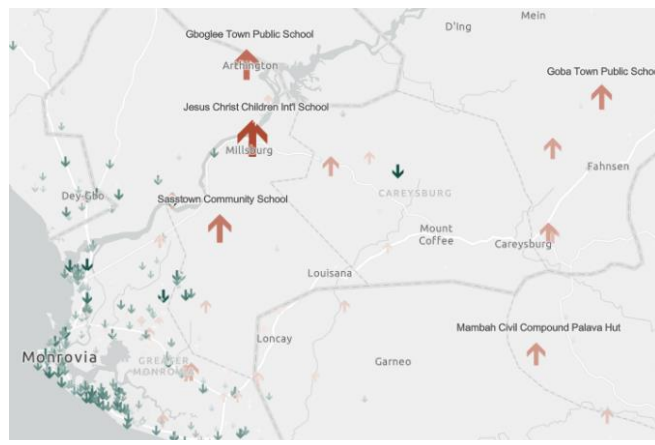 Mein
D'Ing
Gboglee Town Public School
Arthington
Goba Town Public Schoo
Jesus Christ Children Int'l School
Millsburg
Fahnsen
Dey Gbo
CAREYSBURG
Sasstown Community School
Mount
Coffee
Careysburg
Louisana
Mambah Civil Compound Palava Hut
Loncay
Monrovia
GREATER
MONROVIA
Garneo